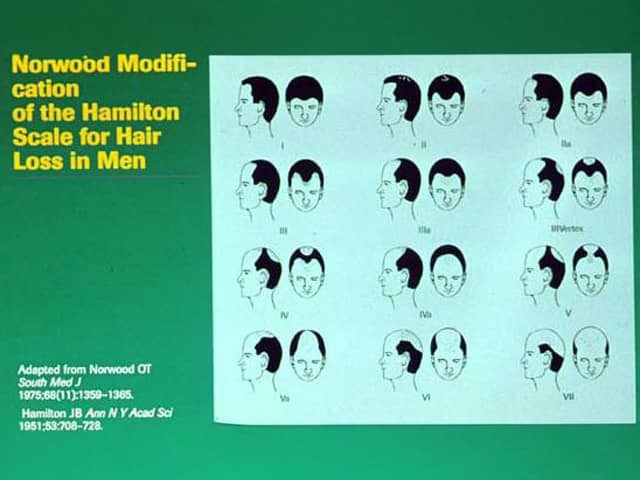 Norwood Modifi-
cation
of the Hamilton
Scale for Hair
Loss in Men
I
II
IIa
III
IIIa
IIIVertex
IV
IVa
V
Va
VI
VII
Adapted from Norwood OT
South Med J
1975;68(11):1359–1365.
Hamilton JB Ann N Y Acad Sci
1951;53:708–728.